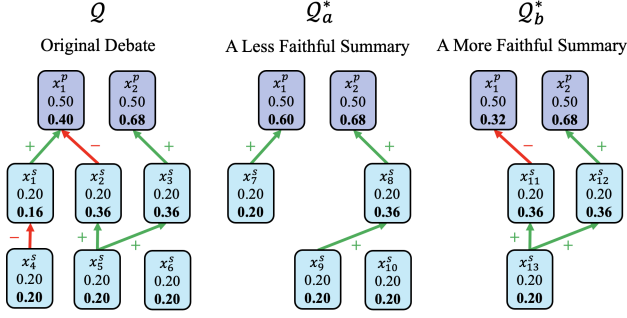 𝒬
Original Debate
x₁ᵖ
0.50
0.40
x₂ᵖ
0.50
0.68
+
−
+
x₁ˢ
0.20
0.16
x₂ˢ
0.20
0.36
x₃ˢ
0.20
0.36
−
+
+
x₄ˢ
0.20
0.20
x₅ˢ
0.20
0.20
x₆ˢ
0.20
0.20
𝒬ₐ*
A Less Faithful Summary
x₁ᵖ
0.50
0.60
x₂ᵖ
0.50
0.68
+
+
x₇ˢ
0.20
0.20
x₈ˢ
0.20
0.36
+
x₉ˢ
0.20
0.20
x₁₀ˢ
0.20
0.20
𝒬_b*
A More Faithful Summary
x₁ᵖ
0.50
0.32
x₂ᵖ
0.50
0.68
−
+
x₁₁ˢ
0.20
0.36
x₁₂ˢ
0.20
0.36
+
+
x₁₃ˢ
0.20
0.20